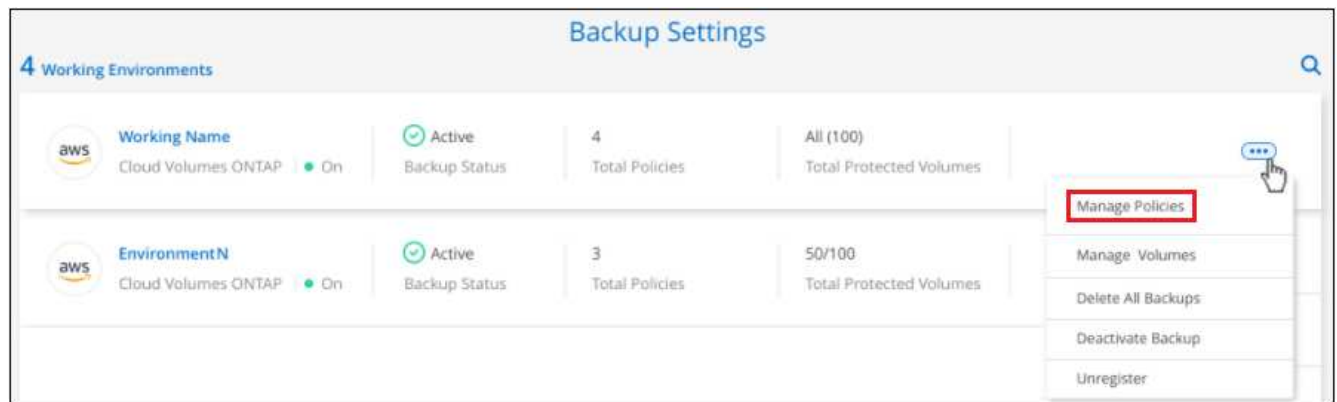 Backup Settings
4 Working Environments
aws
Working Name
Cloud Volumes ONTAP
On
Active
Backup Status
4
Total Policies
All (100)
Total Protected Volumes
Manage Policies
Manage Volumes
Delete All Backups
Deactivate Backup
Unregister
aws
EnvironmentN
Cloud Volumes ONTAP
On
Active
Backup Status
3
Total Policies
50/100
Total Protected Volumes